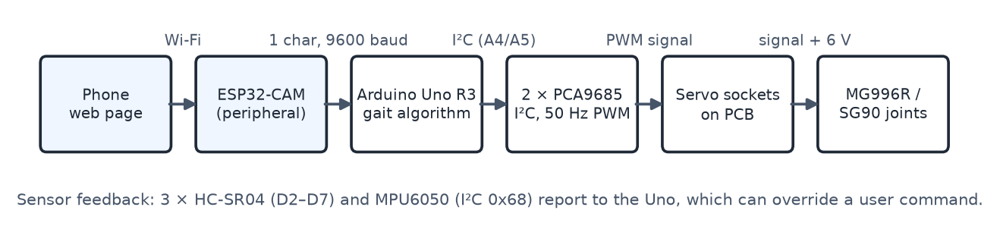 Wi-Fi
1 char, 9600 baud
I²C (A4/A5)
PWM signal
signal + 6 V
Phone
web page
ESP32-CAM
(peripheral)
Arduino Uno R3
gait algorithm
2 × PCA9685
I²C, 50 Hz PWM
Servo sockets
on PCB
MG996R /
SG90 joints
Sensor feedback: 3 × HC-SR04 (D2–D7) and MPU6050 (I²C 0x68) report to the Uno, which can override a user command.